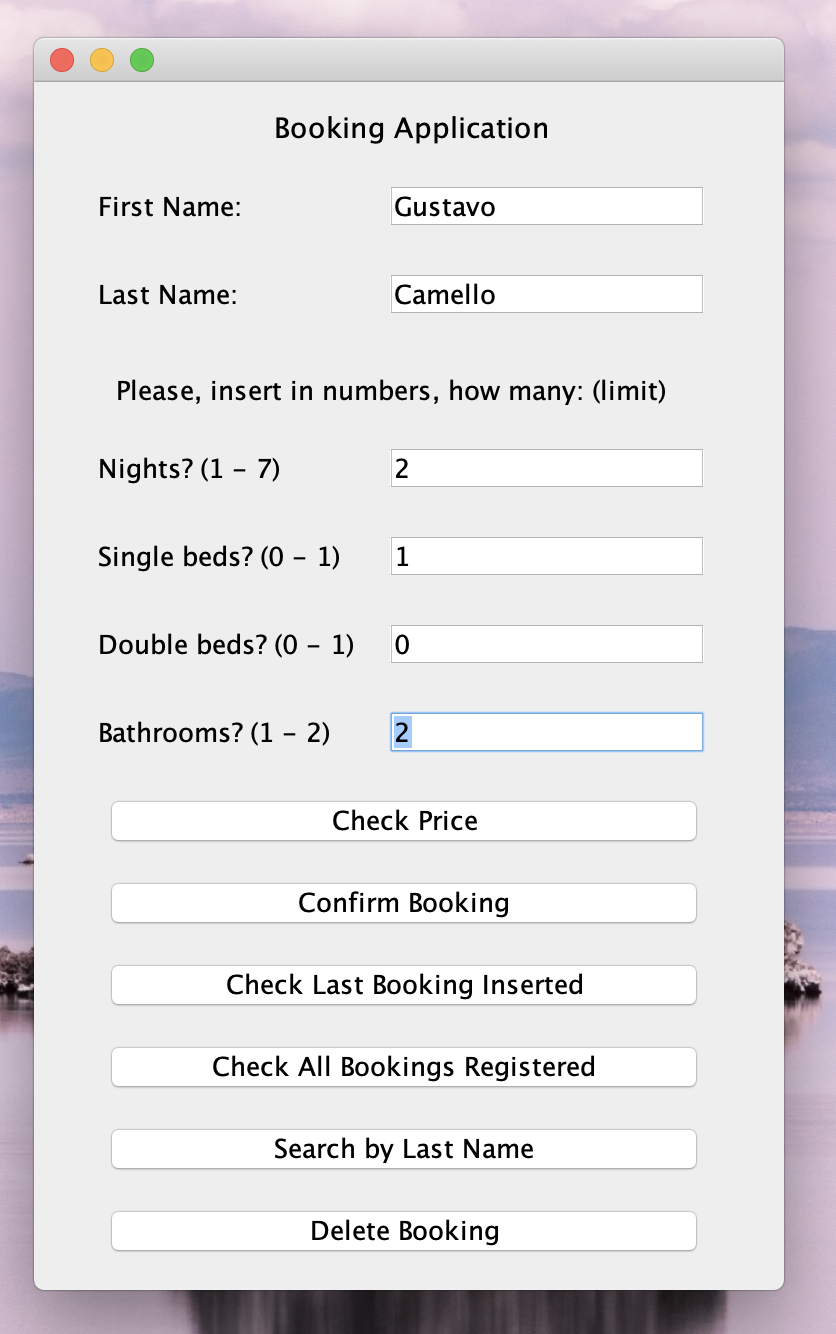 Booking Application
First Name: Gustavo
Last Name: Camello
Please, insert in numbers, how many: (limit)
Nights? (1 - 7) 2
Single beds? (0 - 1) 1
Double beds? (0 - 1) 0
Bathrooms? (1 - 2) 2
Check Price
Confirm Booking
Check Last Booking Inserted
Check All Bookings Registered
Search by Last Name
Delete Booking